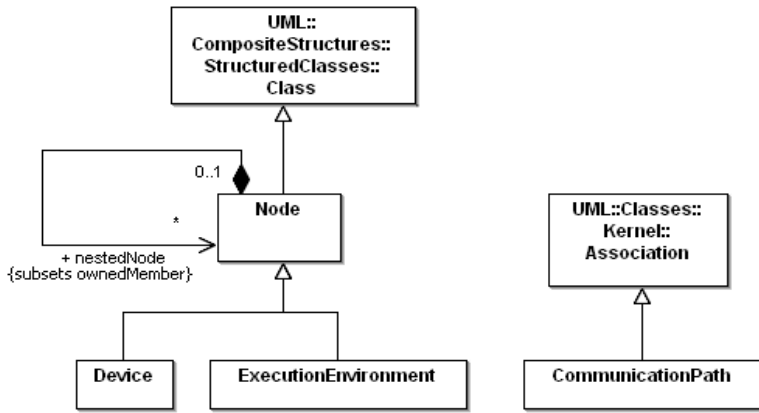 UML::
CompositeStructures::
StructuredClasses::
Class
0..1
Node
*
+ nestedNode
{subsets ownedMember}
UML::Classes::
Kernel::
Association
Device
ExecutionEnvironment
CommunicationPath